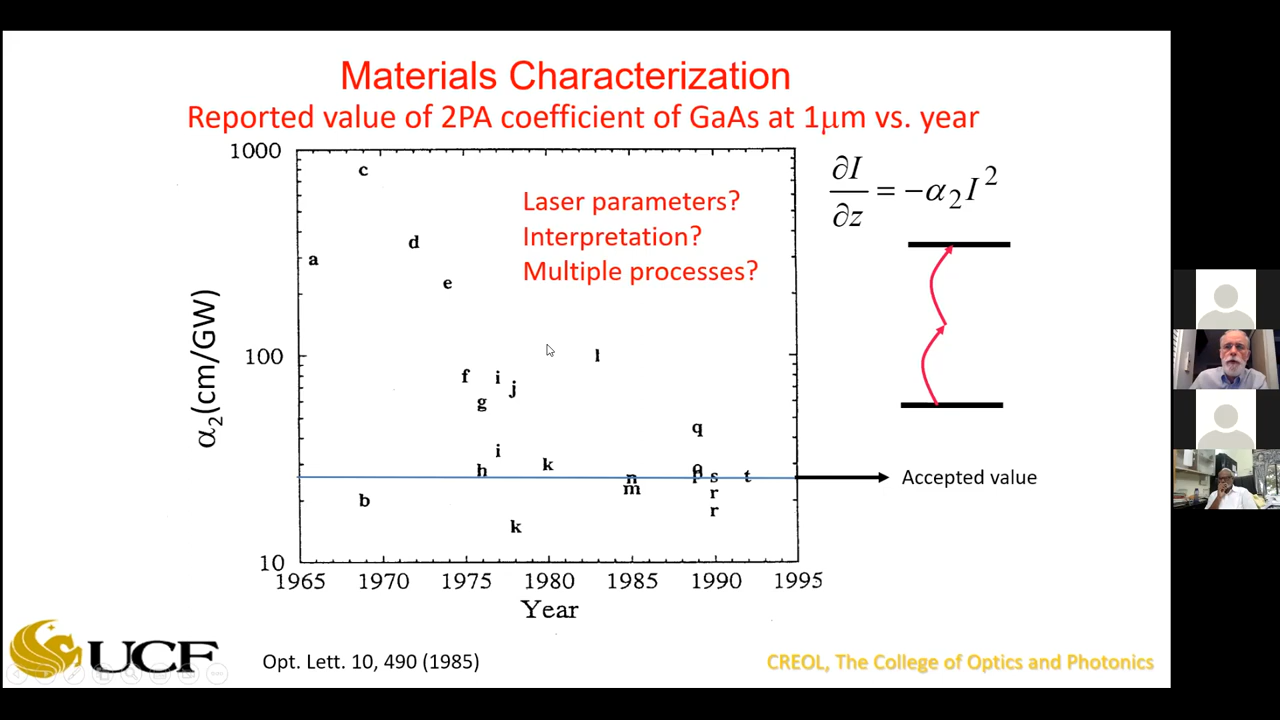 Materials Characterization
Reported value of 2PA coefficient of GaAs at 1μm vs. year
1000
c
Laser parameters?
Interpretation?
Multiple processes?
∂I/∂z = −α₂I²
d
a
e
α₂(cm/GW)
100
l
f
i
j
g
q
i
h
k
n
o
p
s
t
Accepted value
m
r
b
r
k
10
1965 1970 1975 1980 1985 1990 1995
Year
UCF
Opt. Lett. 10, 490 (1985)
CREOL, The College of Optics and Photonics